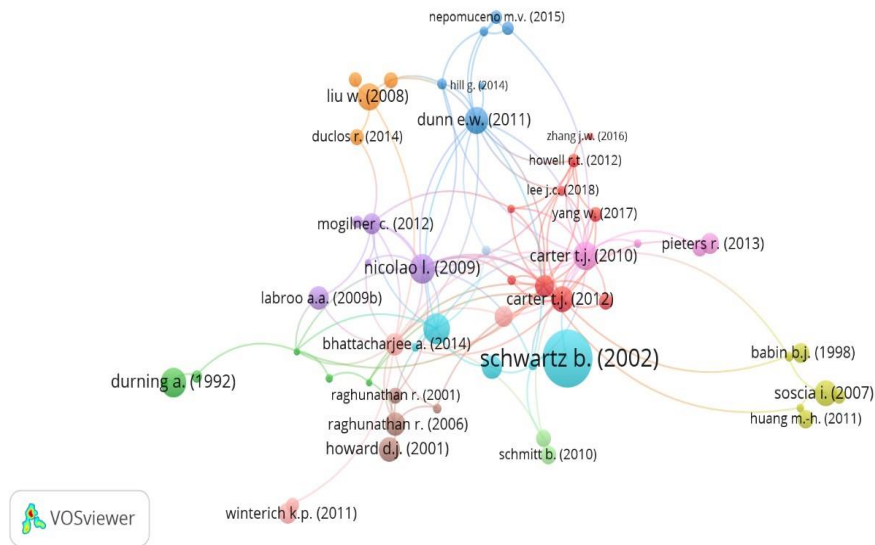 nepomuceno m.v. (2015)
hill g. (2014)
liu w. (2008)
dunn e.w. (2011)
duclos r. (2014)
zhang j.w. (2016)
howell r.t. (2012)
lee j.c. (2018)
yang w. (2017)
mogilner c. (2012)
pieters r. (2013)
carter t.j. (2010)
nicolao l. (2009)
labroo a.a. (2009b)
carter t.j. (2012)
bhattacharjee a. (2014)
schwartz b. (2002)
babin b.j. (1998)
durning a. (1992)
raghunathan r. (2001)
soscia i. (2007)
huang m.-h. (2011)
raghunathan r. (2006)
howard d.j. (2001)
schmitt b. (2010)
winterich k.p. (2011)
VOSviewer